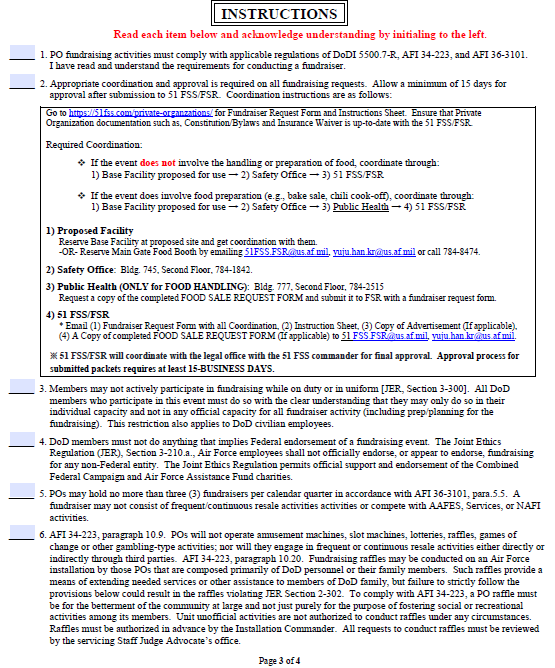 INSTRUCTIONS
Read each item below and acknowledge understanding by initialing to the left.
1. PO fundraising activities must comply with applicable regulations of DoDI 5500.7-R, AFI 34-223, and AFI 36-3101.
I have read and understand the requirements for conducting a fundraiser.
2. Appropriate coordination and approval is required on all fundraising requests. Allow a minimum of 15 days for
approval after submission to 51 FSS/FSR. Coordination instructions are as follows:
Go to https://51fss.com/private-organzations/ for Fundraiser Request Form and Instructions Sheet. Ensure that Private
Organization documentation such as, Constitution/Bylaws and Insurance Waiver is up-to-date with the 51 FSS/FSR.
Required Coordination:
❖ If the event does not involve the handling or preparation of food, coordinate through:
1) Base Facility proposed for use → 2) Safety Office → 3) 51 FSS/FSR
❖ If the event does involve food preparation (e.g., bake sale, chili cook-off), coordinate through:
1) Base Facility proposed for use → 2) Safety Office → 3) Public Health → 4) 51 FSS/FSR
1) Proposed Facility
Reserve Base Facility at proposed site and get coordination with them.
-OR- Reserve Main Gate Food Booth by emailing 51FSS.FSR@us.af.mil, yuju.han.kr@us.af.mil or call 784-8474.
2) Safety Office: Bldg. 745, Second Floor, 784-1842.
3) Public Health (ONLY for FOOD HANDLING): Bldg. 777, Second Floor, 784-2515
Request a copy of the completed FOOD SALE REQUEST FORM and submit it to FSR with a fundraiser request form.
4) 51 FSS/FSR
* Email (1) Fundraiser Request Form with all Coordination, (2) Instruction Sheet, (3) Copy of Advertisement (If applicable),
(4) A Copy of completed FOOD SALE REQUEST FORM (If applicable) to 51 FSS.FSR@us.af.mil, yuju.han.kr@us.af.mil.
※ 51 FSS/FSR will coordinate with the legal office with the 51 FSS commander for final approval. Approval process for
submitted packets requires at least 15-BUSINESS DAYS.
3. Members may not actively participate in fundraising while on duty or in uniform [JER, Section 3-300]. All DoD
members who participate in this event must do so with the clear understanding that they may only do so in their
individual capacity and not in any official capacity for all fundraiser activity (including prep/planning for the
fundraising). This restriction also applies to DoD civilian employees.
4. DoD members must not do anything that implies Federal endorsement of a fundraising event. The Joint Ethics
Regulation (JER), Section 3-210.a., Air Force employees shall not officially endorse, or appear to endorse, fundraising
for any non-Federal entity. The Joint Ethics Regulation permits official support and endorsement of the Combined
Federal Campaign and Air Force Assistance Fund charities.
5. POs may hold no more than three (3) fundraisers per calendar quarter in accordance with AFI 36-3101, para.5.5. A
fundraiser may not consist of frequent/continuous resale activities activities or compete with AAFES, Services, or NAFI
activities.
6. AFI 34-223, paragraph 10.9. POs will not operate amusement machines, slot machines, lotteries, raffles, games of
change or other gambling-type activities; nor will they engage in frequent or continuous resale activities either directly or
indirectly through third parties. AFI 34-223, paragraph 10.20. Fundraising raffles may be conducted on an Air Force
installation by those POs that are composed primarily of DoD personnel or their family members. Such raffles provide a
means of extending needed services or other assistance to members of DoD family, but failure to strictly follow the
provisions below could result in the raffles violating JER Section 2-302. To comply with AFI 34-223, a PO raffle must
be for the betterment of the community at large and not just purely for the purpose of fostering social or recreational
activities among its members. Unit unofficial activities are not authorized to conduct raffles under any circumstances.
Raffles must be authorized in advance by the Installation Commander. All requests to conduct raffles must be reviewed
by the servicing Staff Judge Advocate's office.
Page 3 of 4